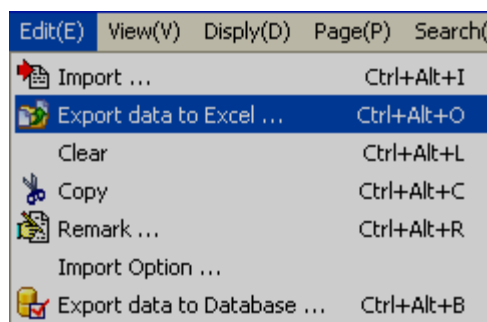 Edit(E) View(V) Disply(D) Page(P) Search(
Import ... Ctrl+Alt+I
Export data to Excel ... Ctrl+Alt+O
Clear Ctrl+Alt+L
Copy Ctrl+Alt+C
Remark ... Ctrl+Alt+R
Import Option ...
Export data to Database ... Ctrl+Alt+B